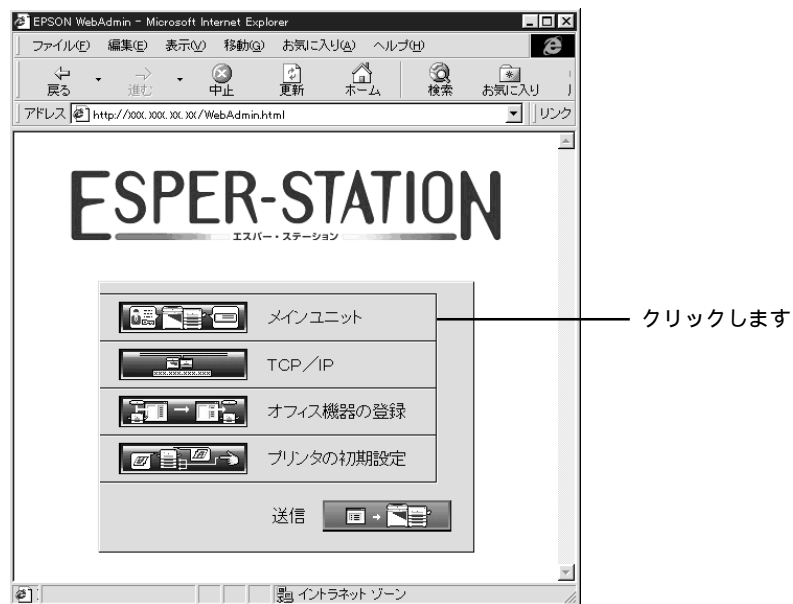 EPSON WebAdmin - Microsoft Internet Explorer
ファイル(F) 編集(E) 表示(V) 移動(G) お気に入り(A) ヘルプ(H)
戻る 進む 中止 更新 ホーム 検索 お気に入り
アドレス http://xxx.xxx.xx.xx/WebAdmin.html リンク
ESPER-STATION
エスパー・ステーション
メインユニット
クリックします
TCP/IP
xxx.xxx.xxx.xxx
オフィス機器の登録
プリンタの初期設定
送信
イントラネット ゾーン